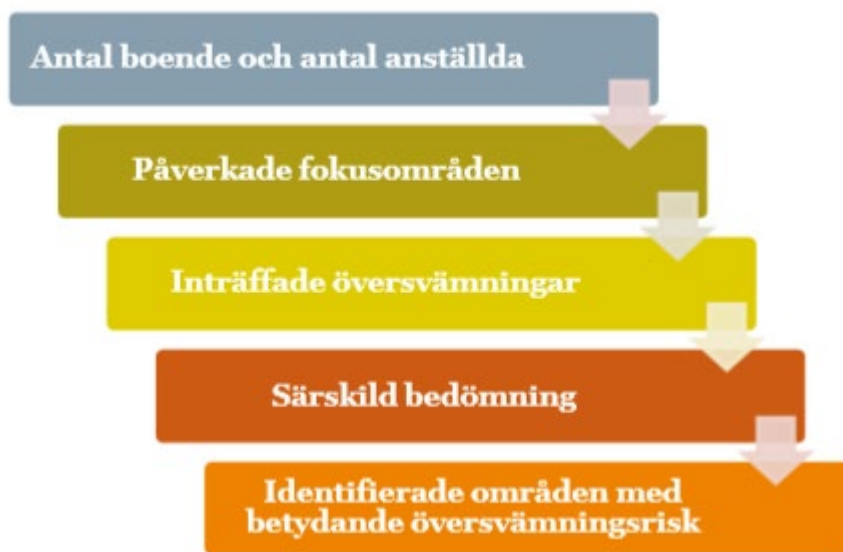 Antal boende och antal anställda
Påverkade fokusområden
Inträffade översvämningar
Särskild bedömning
Identifierade områden med
betydande översvämningsrisk